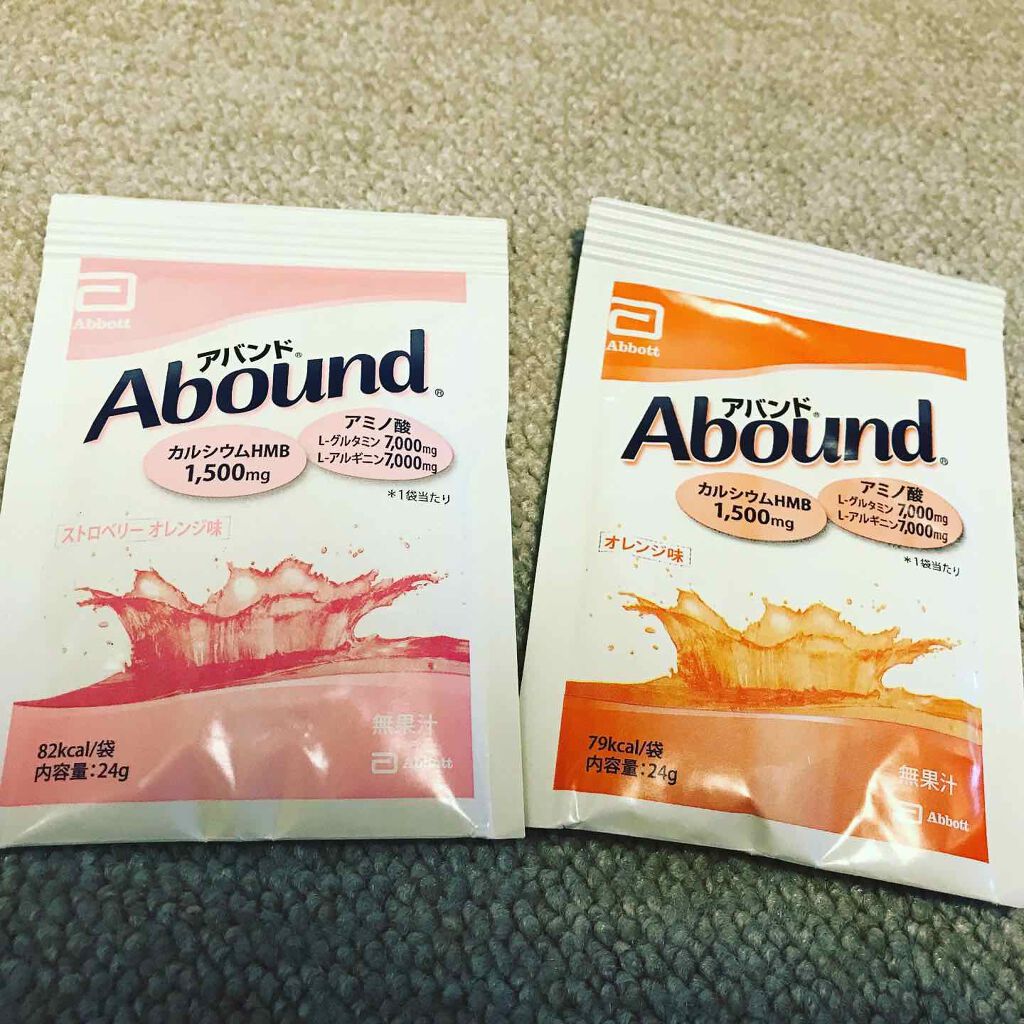 Abbott
アバンド®
Abound®
カルシウムHMB
1,500mg
アミノ酸
L-グルタミン 7,000mg
L-アルギニン 7,000mg
*1袋当たり
ストロベリー オレンジ味
82kcal/袋
内容量:24g
無果汁
Abbott
Abbott
アバンド®
Abound®
カルシウムHMB
1,500mg
アミノ酸
L-グルタミン 7,000mg
L-アルギニン 7,000mg
*1袋当たり
オレンジ味
79kcal/袋
内容量:24g
無果汁
Abbott